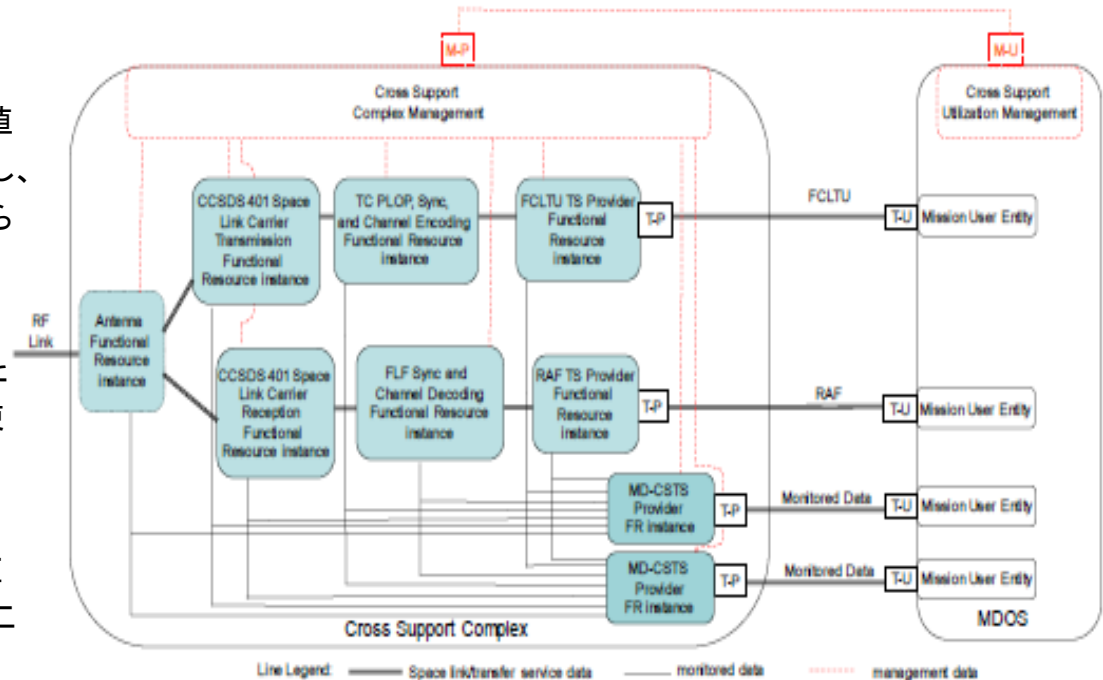 M-P
M-U
Cross Support
Complex Management
Cross Support
Utilization Management
値
し、
ら
CCSDS 401 Space
Link Carrier
Transmission
Functional
Resource instance
TC PLOP, Sync,
and Channel Encoding
Functional Resource
instance
FCLTU TS Provider
Functional
Resource
instance
T-P
FCLTU
T-U
Mission User Entity
RF
Link
Antenna
Functional
Resource
instance
CCSDS 401 Space
Link Carrier
Reception
Functional
Resource instance
FLF Sync and
Channel Decoding
Functional Resource
instance
RAF TS Provider
Functional
Resource
instance
T-P
RAF
T-U
Mission User Entity
MD-CSTS
Provider
FR instance
T-P
Monitored Data
T-U
Mission User Entity
MD-CSTS
Provider
FR instance
T-P
Monitored Data
T-U
Mission User Entity
Cross Support Complex
MDOS
Line Legend:
Space link/transfer service data
monitored data
management data